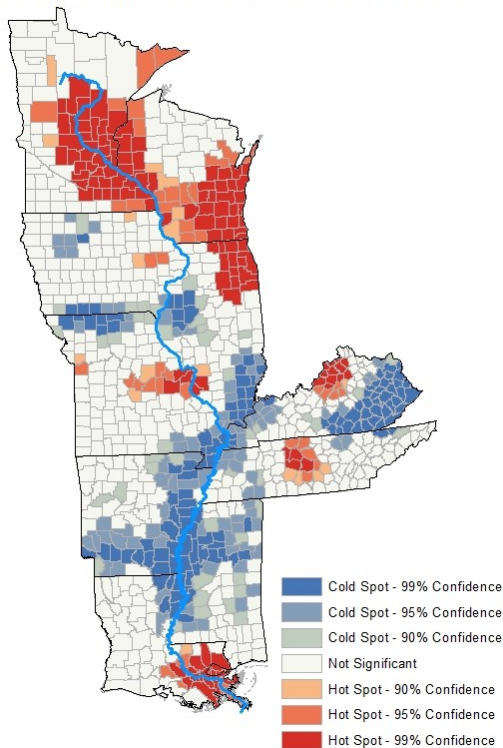 Cold Spot - 99% Confidence
Cold Spot - 95% Confidence
Cold Spot - 90% Confidence
Not Significant
Hot Spot - 90% Confidence
Hot Spot - 95% Confidence
Hot Spot - 99% Confidence